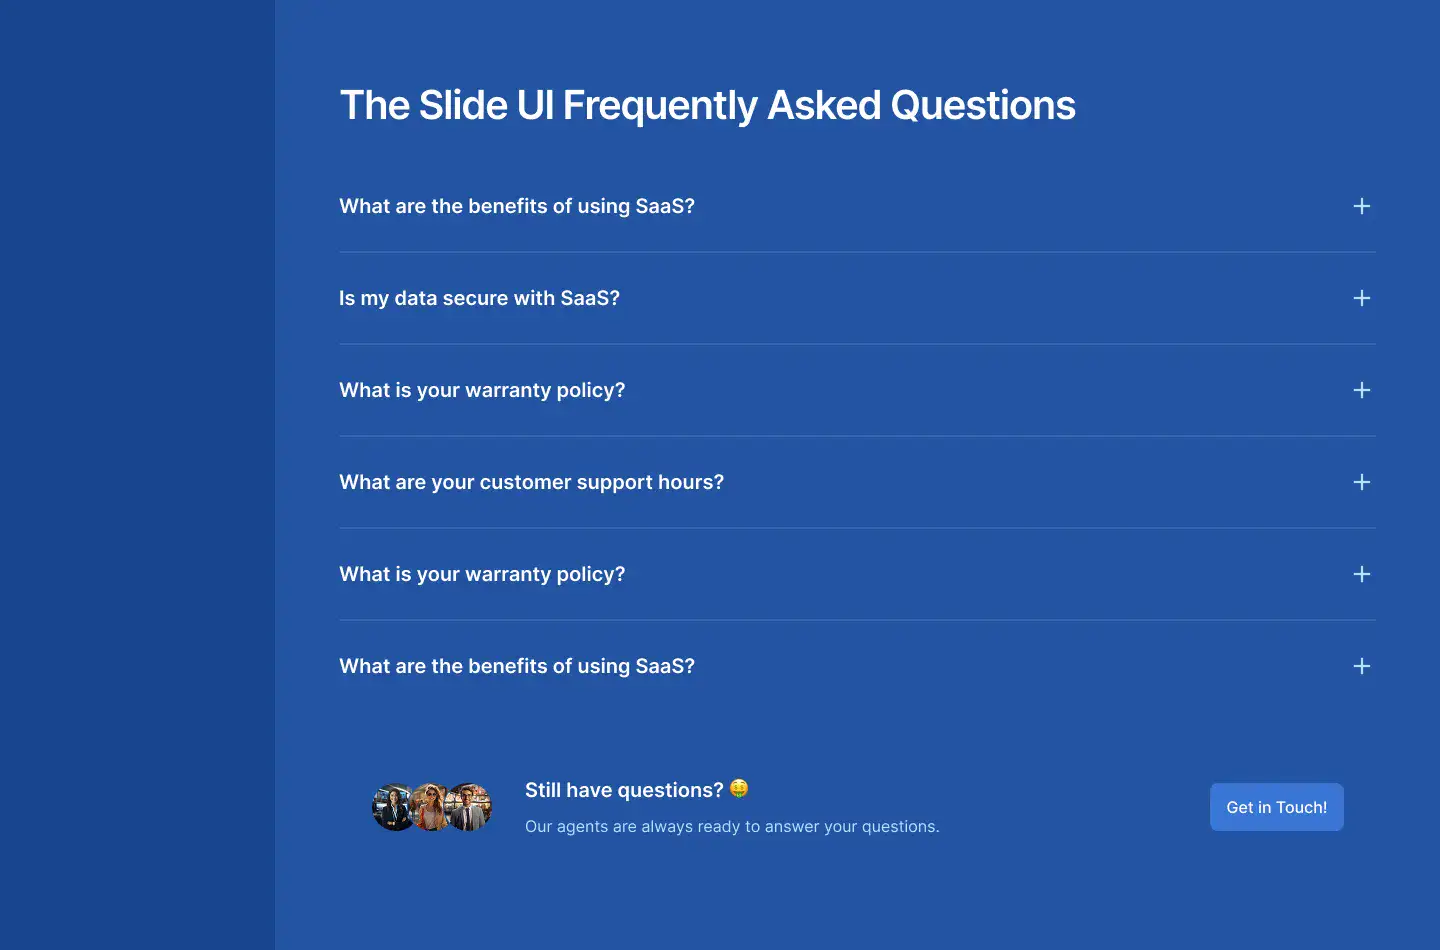 The Slide UI Frequently Asked Questions
What are the benefits of using SaaS?
Is my data secure with SaaS?
What is your warranty policy?
What are your customer support hours?
What is your warranty policy?
What are the benefits of using SaaS?
Still have questions? 🤑
Our agents are always ready to answer your questions.
Get in Touch!